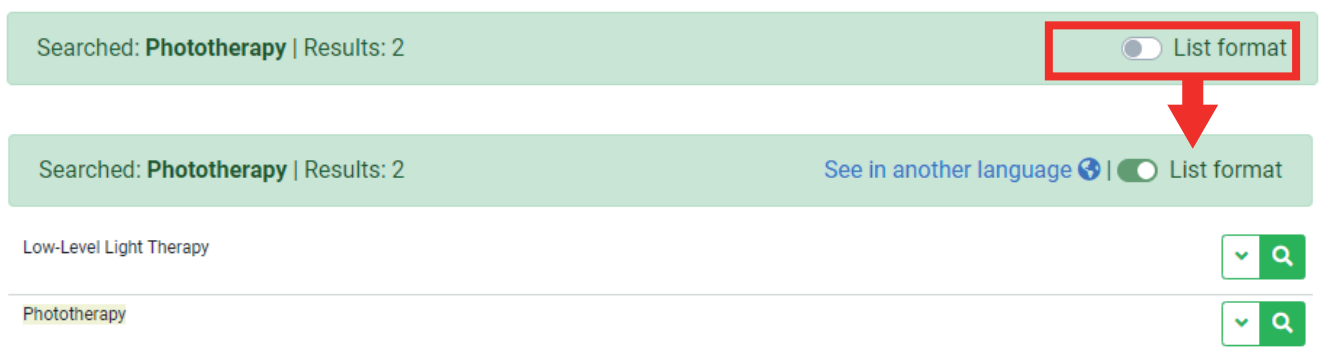 Searched: Phototherapy | Results: 2 List format
Searched: Phototherapy | Results: 2 See in another language | List format
Low-Level Light Therapy
Phototherapy